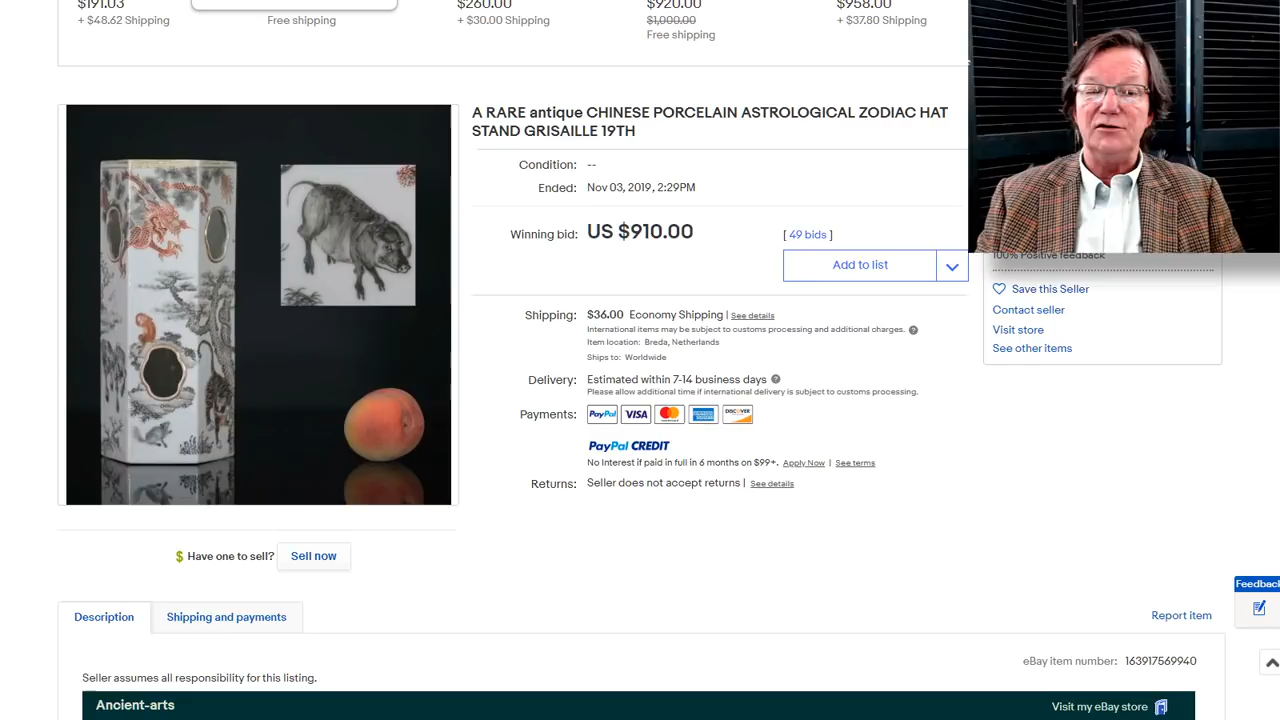 $191.03
+ $48.62 Shipping
Free shipping
$260.00
+ $30.00 Shipping
$920.00
$1,000.00
Free shipping
$958.00
+ $37.80 Shipping
A RARE antique CHINESE PORCELAIN ASTROLOGICAL ZODIAC HAT
STAND GRISAILLE 19TH
Condition: --
Ended: Nov 03, 2019, 2:29PM
Winning bid: US $910.00 [ 49 bids ]
Add to list
100% Positive feedback
Save this Seller
Contact seller
Visit store
See other items
Shipping: $36.00 Economy Shipping | See details
International items may be subject to customs processing and additional charges. ?
Item location: Breda, Netherlands
Ships to: Worldwide
Delivery: Estimated within 7-14 business days ?
Please allow additional time if international delivery is subject to customs processing.
Payments: PayPal VISA MasterCard AMERICAN EXPRESS DISCOVER
PayPal CREDIT
No Interest if paid in full in 6 months on $99+. Apply Now | See terms
Returns: Seller does not accept returns | See details
$ Have one to sell? Sell now
Feedback
Description Shipping and payments Report item
eBay item number: 163917569940
Seller assumes all responsibility for this listing.
Ancient-arts Visit my eBay store